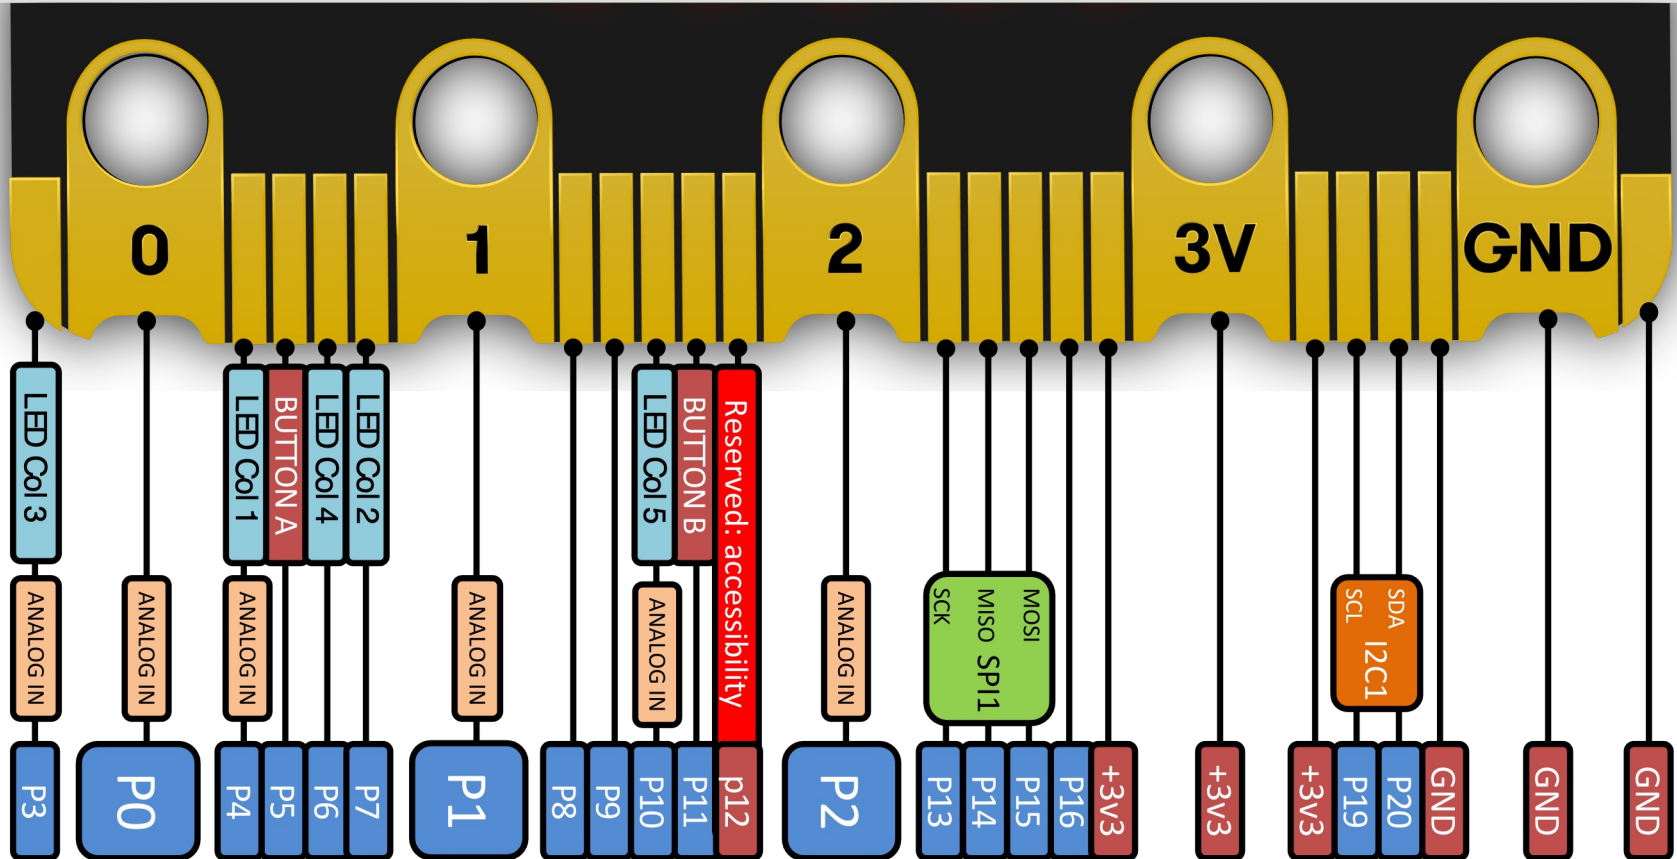 0
1
2
3V
GND
LED Col 3
LED Col 1
BUTTON A
LED Col 4
LED Col 2
LED Col 5
BUTTON B
Reserved: accessibility
ANALOG IN
ANALOG IN
ANALOG IN
ANALOG IN
ANALOG IN
ANALOG IN
SCK
MISO
MOSI
SPI1
SCL
SDA
I2C1
P3
P0
P4
P5
P6
P7
P1
P8
P9
P10
P11
p12
P2
P13
P14
P15
P16
+3v3
+3v3
+3v3
P19
P20
GND
GND
GND